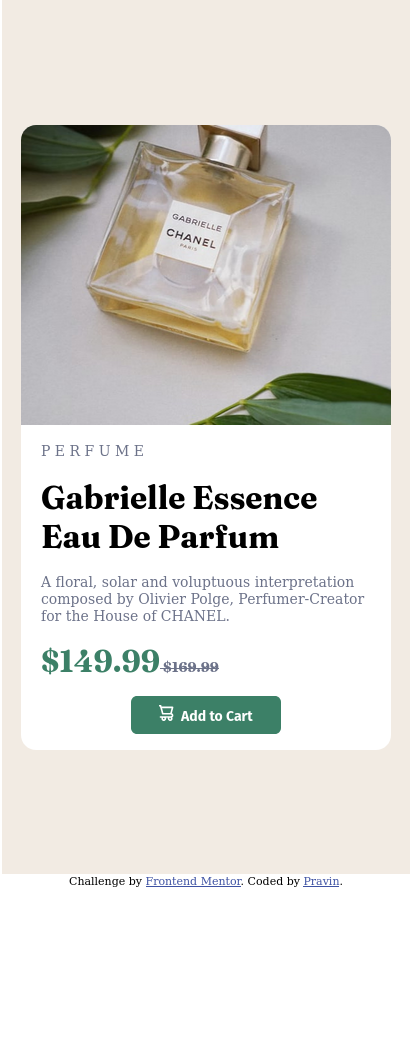 GABRIELLE
CHANEL
PARIS
PERFUME
Gabrielle Essence
Eau De Parfum
A floral, solar and voluptuous interpretation
composed by Olivier Polge, Perfumer-Creator
for the House of CHANEL.
$149.99 $169.99
Add to Cart
Challenge by Frontend Mentor. Coded by Pravin.